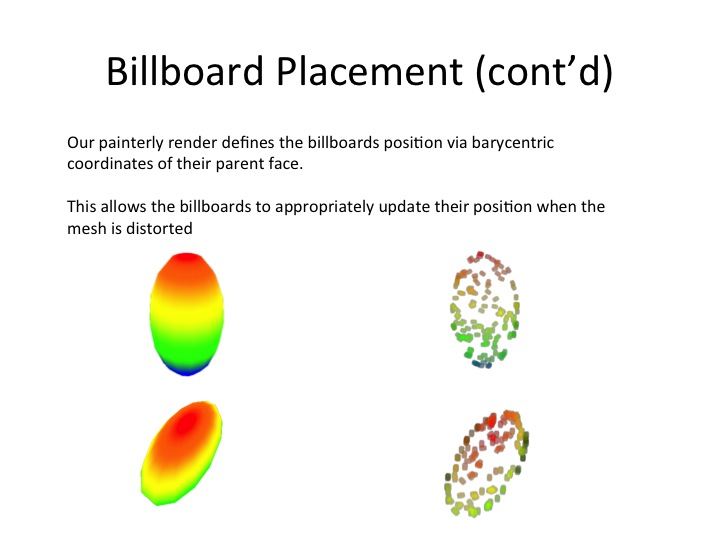 Billboard Placement (cont’d)
Our painterly render defines the billboards position via barycentric
coordinates of their parent face.
This allows the billboards to appropriately update their position when the
mesh is distorted